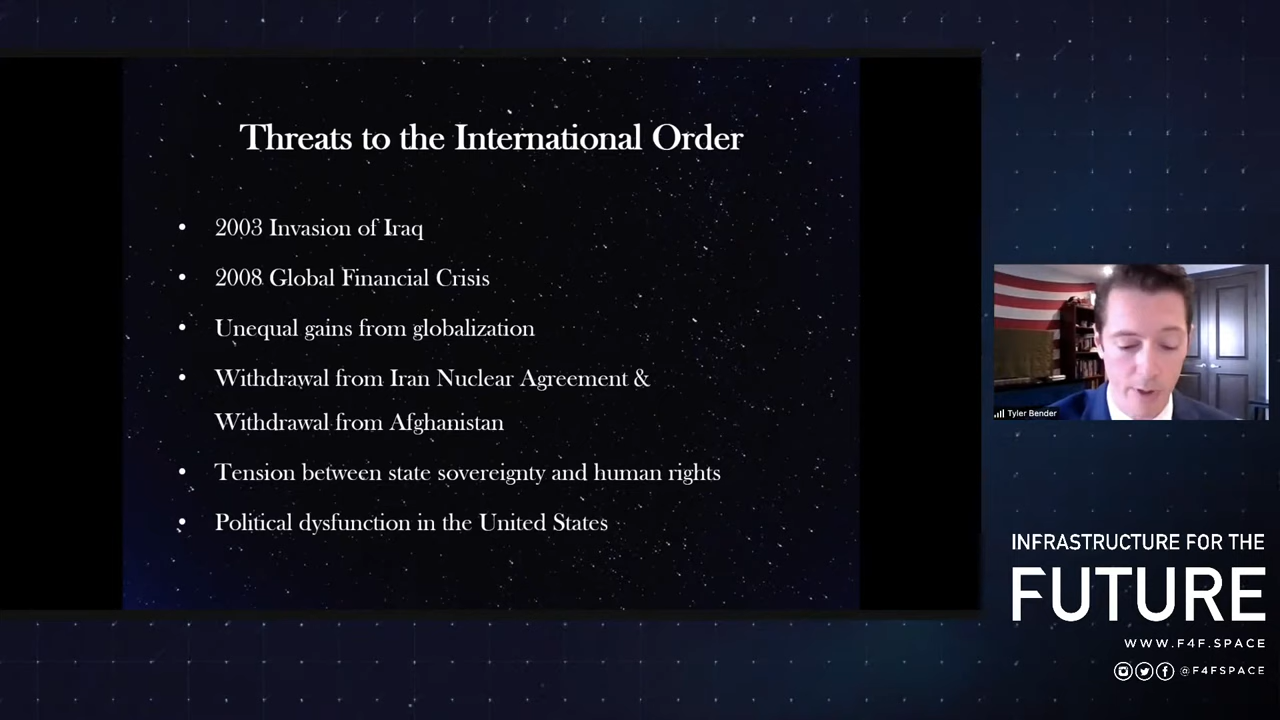 Threats to the International Order
• 2003 Invasion of Iraq
• 2008 Global Financial Crisis
• Unequal gains from globalization
• Withdrawal from Iran Nuclear Agreement &
Withdrawal from Afghanistan
• Tension between state sovereignty and human rights
• Political dysfunction in the United States
Tyler Bender
INFRASTRUCTURE FOR THE
FUTURE
WWW.F4F.SPACE
@F4FSPACE